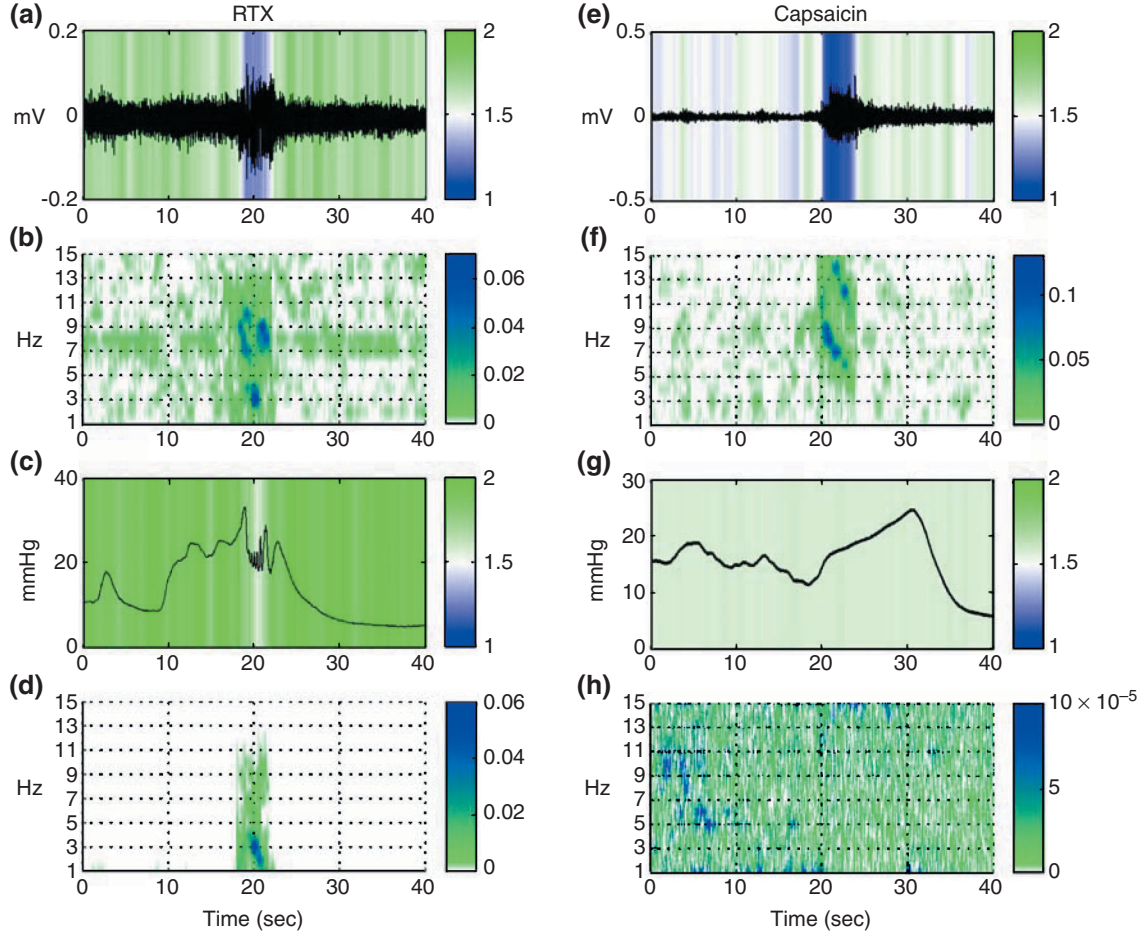 (a) RTX
0.2
mV
0
-0.2
0 10 20 30 40
2
1.5
1
(e) Capsaicin
0.5
mV
0
-0.5
0 10 20 30 40
2
1.5
1
(b)
Hz
15
13
11
9
7
5
3
1
0 10 20 30 40
0.06
0.04
0.02
0
(f)
Hz
15
13
11
9
7
5
3
1
0 10 20 30 40
0.1
0.05
0
(c)
mmHg
40
20
0
0 10 20 30 40
2
1.5
1
(g)
mmHg
30
20
10
0
0 10 20 30 40
2
1.5
1
(d)
Hz
15
13
11
9
7
5
3
1
0 10 20 30 40
Time (sec)
0.06
0.04
0.02
0
(h)
Hz
15
13
11
9
7
5
3
1
0 10 20 30 40
Time (sec)
10 × 10⁻⁵
5
0